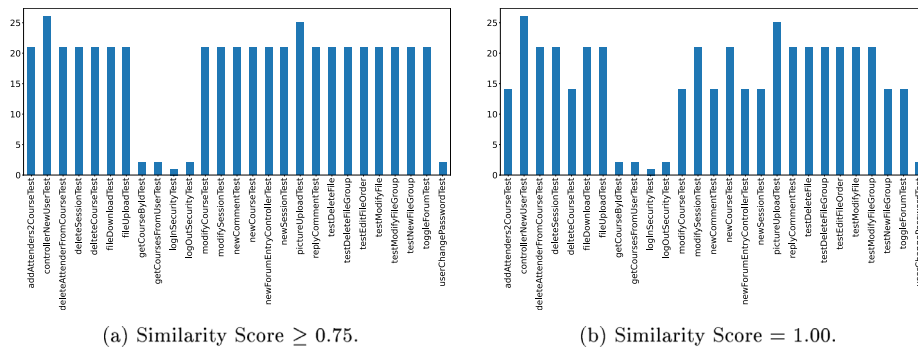 25
20
15
10
5
0
addAttenders2CourseTest
controllerNewUserTest
deleteAttenderFromCourseTest
deleteSessionTest
delteteCourseTest
fileDownloadTest
fileUploadTest
getCourseByIdTest
getCoursesFromUserTest
logInSecurityTest
logOutSecurityTest
modifyCourseTest
modifySessionTest
newCommentTest
newCourseTest
newForumEntryControllerTest
newSessionTest
pictureUploadTest
replyCommentTest
testDeleteFile
testDeleteFileGroup
testEditFileOrder
testModifyFile
testModifyFileGroup
testNewFileGroup
toggleForumTest
userChangePasswordTest
(a) Similarity Score ≥ 0.75.
25
20
15
10
5
0
addAttenders2CourseTest
controllerNewUserTest
deleteAttenderFromCourseTest
deleteSessionTest
delteteCourseTest
fileDownloadTest
fileUploadTest
getCourseByIdTest
getCoursesFromUserTest
logInSecurityTest
logOutSecurityTest
modifyCourseTest
modifySessionTest
newCommentTest
newCourseTest
newForumEntryControllerTest
newSessionTest
pictureUploadTest
replyCommentTest
testDeleteFile
testDeleteFileGroup
testEditFileOrder
testModifyFile
testModifyFileGroup
testNewFileGroup
toggleForumTest
(b) Similarity Score = 1.00.